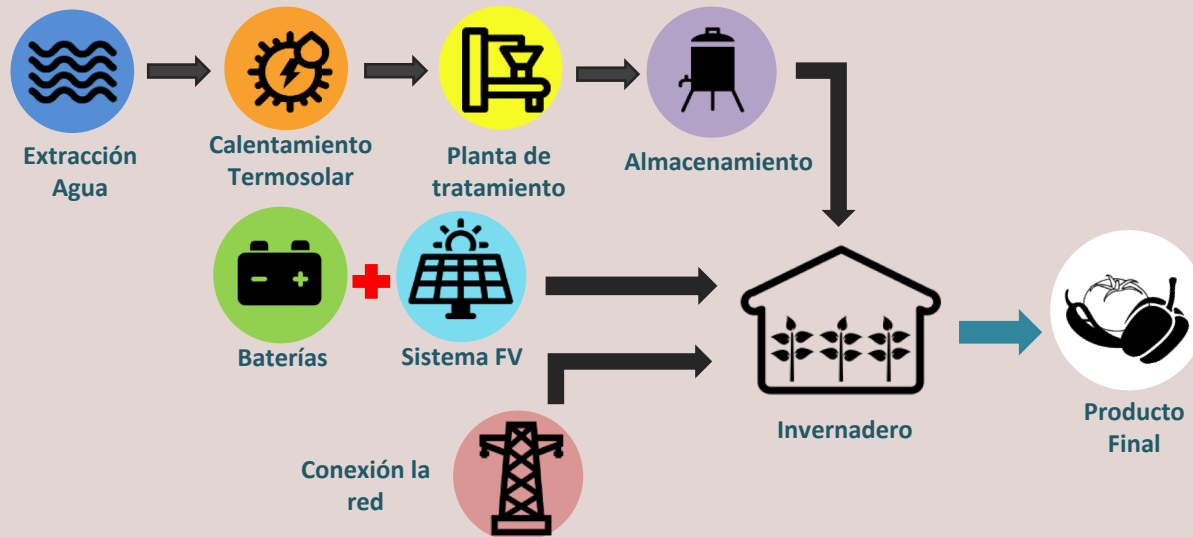 Extracción
Agua
Calentamiento
Termosolar
Planta de
tratamiento
Almacenamiento
Baterías
Sistema FV
Invernadero
Producto
Final
Conexión la
red